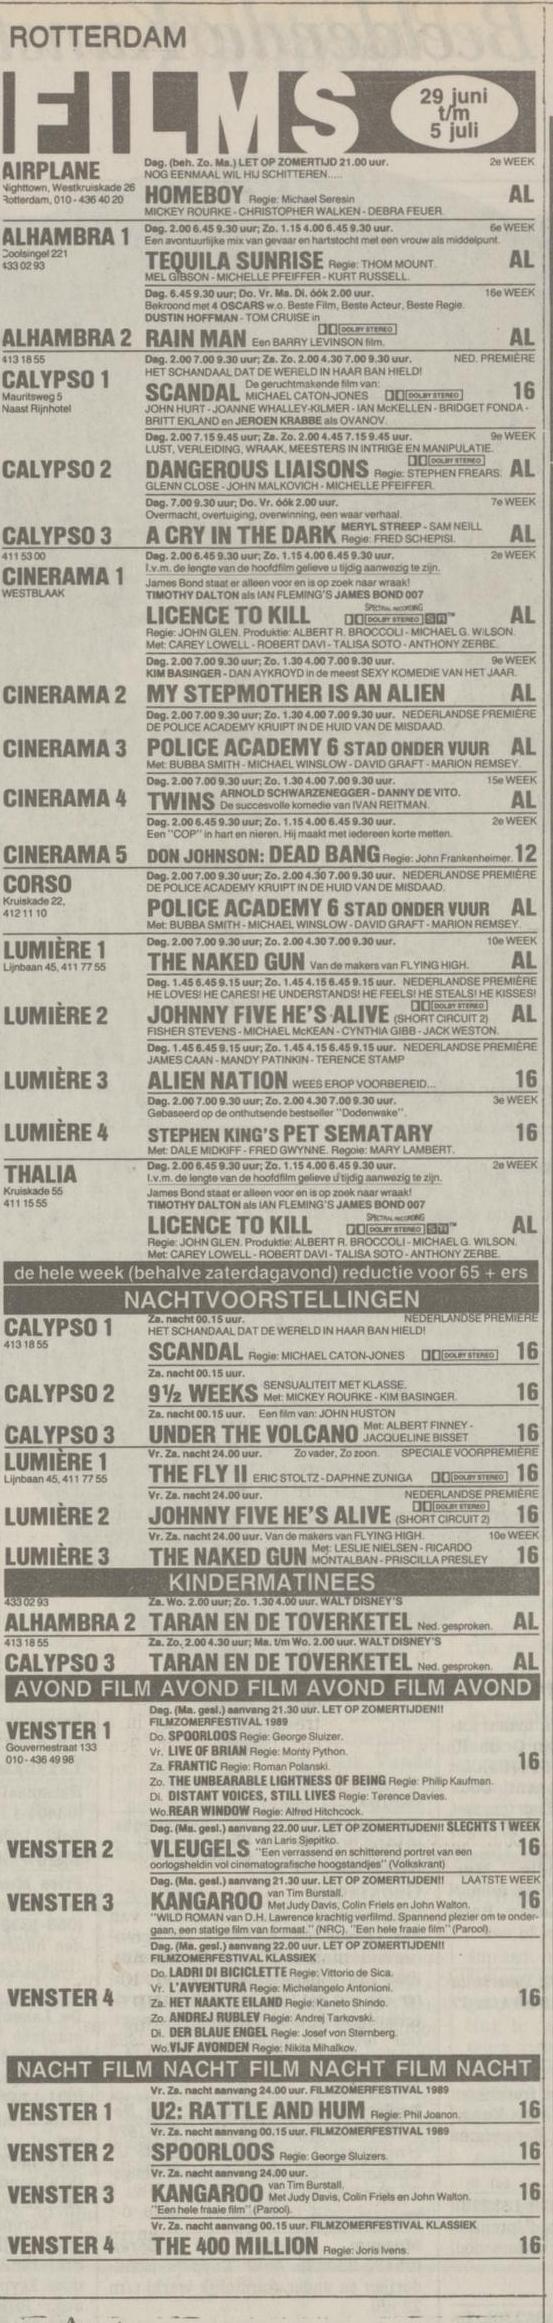 ROTTERDAM
FILMS
29 juni
t/m
5 juli
AIRPLANE
Nighttown, Westkruiskade 26
Rotterdam, 010 - 436 40 20
Dag. (beh. Zo. Ma.) LET OP ZOMERTIJD 21.00 uur. 2e WEEK
NOG EENMAAL WIL HIJ SCHITTEREN.....
HOMEBOY Regie: Michael Seresin AL
MICKEY ROURKE - CHRISTOPHER WALKEN - DEBRA FEUER.
ALHAMBRA 1
Coolsingel 221
433 02 93
Dag. 2.00 6.45 9.30 uur; Zo. 1.15 4.00 6.45 9.30 uur. 6e WEEK
Een avontuurlijke mix van gevaar en hartstocht met een vrouw als middelpunt.
TEQUILA SUNRISE Regie: THOM MOUNT. AL
MEL GIBSON - MICHELLE PFEIFFER - KURT RUSSELL.
Dag. 6.45 9.30 uur; Do. Vr. Ma. Di. óók 2.00 uur. 16e WEEK
Bekroond met 4 OSCARS w.o. Beste Film, Beste Acteur, Beste Regie.
DUSTIN HOFFMAN - TOM CRUISE in
DOLBY STEREO
ALHAMBRA 2 RAIN MAN Een BARRY LEVINSON film. AL
413 18 55
CALYPSO 1
Mauritsweg 5
Naast Rijnhotel
Dag. 2.00 7.00 9.30 uur; Za. Zo. 2.00 4.30 7.00 9.30 uur. NED. PREMIÈRE
HET SCHANDAAL DAT DE WERELD IN HAAR BAN HIELD!
SCANDAL De geruchtmakende film van: MICHAEL CATON-JONES DOLBY STEREO 16
JOHN HURT - JOANNE WHALLEY-KILMER - IAN McKELLEN - BRIDGET FONDA -
BRITT EKLAND en JEROEN KRABBE als OVANOV.
Dag. 2.00 7.15 9.45 uur; Za. Zo. 2.00 4.45 7.15 9.45 uur. 9e WEEK
LUST, VERLEIDING, WRAAK, MEESTERS IN INTRIGE EN MANIPULATIE.
DOLBY STEREO
CALYPSO 2 DANGEROUS LIAISONS Regie: STEPHEN FREARS. AL
GLENN CLOSE - JOHN MALKOVICH - MICHELLE PFEIFFER.
Dag. 7.00 9.30 uur; Do. Vr. óók 2.00 uur. 7e WEEK
Overmacht, overtuiging, overwinning, een waar verhaal.
CALYPSO 3 A CRY IN THE DARK MERYL STREEP - SAM NEILL Regie: FRED SCHEPISI. AL
411 53 00
CINERAMA 1
WESTBLAAK
Dag. 2.00 6.45 9.30 uur; Zo. 1.15 4.00 6.45 9.30 uur. 2e WEEK
I.v.m. de lengte van de hoofdfilm gelieve u tijdig aanwezig te zijn.
James Bond staat er alleen voor en is op zoek naar wraak!
TIMOTHY DALTON als IAN FLEMING'S JAMES BOND 007
SPECTRAL RECORDING
LICENCE TO KILL DOLBY STEREO SR™ AL
Regie: JOHN GLEN. Produktie: ALBERT R. BROCCOLI - MICHAEL G. WILSON.
Met: CAREY LOWELL - ROBERT DAVI - TALISA SOTO - ANTHONY ZERBE.
Dag. 2.00 7.00 9.30 uur; Zo. 1.30 4.00 7.00 9.30 uur. 9e WEEK
KIM BASINGER - DAN AYKROYD in de meest SEXY KOMEDIE VAN HET JAAR.
CINERAMA 2 MY STEPMOTHER IS AN ALIEN AL
Dag. 2.00 7.00 9.30 uur; Zo. 1.30 4.00 7.00 9.30 uur. NEDERLANDSE PREMIÈRE
DE POLICE ACADEMY KRUIPT IN DE HUID VAN DE MISDAAD.
CINERAMA 3 POLICE ACADEMY 6 STAD ONDER VUUR AL
Met: BUBBA SMITH - MICHAEL WINSLOW - DAVID GRAFT - MARION REMSEY.
Dag. 2.00 7.00 9.30 uur; Zo. 1.30 4.00 7.00 9.30 uur. 15e WEEK
CINERAMA 4 TWINS ARNOLD SCHWARZENEGGER - DANNY DE VITO. De succesvolle komedie van IVAN REITMAN. AL
Dag. 2.00 6.45 9.30 uur; Zo. 1.15 4.00 6.45 9.30 uur. 2e WEEK
Een "COP" in hart en nieren. Hij maakt met iedereen korte metten.
CINERAMA 5 DON JOHNSON: DEAD BANG Regie: John Frankenheimer. 12
CORSO
Kruiskade 22,
412 11 10
Dag. 2.00 7.00 9.30 uur; Zo. 2.00 4.30 7.00 9.30 uur. NEDERLANDSE PREMIÈRE
DE POLICE ACADEMY KRUIPT IN DE HUID VAN DE MISDAAD.
POLICE ACADEMY 6 STAD ONDER VUUR AL
Met: BUBBA SMITH - MICHAEL WINSLOW - DAVID GRAFT - MARION REMSEY.
LUMIÈRE 1
Lijnbaan 45, 411 77 55
Dag. 2.00 7.00 9.30 uur; Zo. 2.00 4.30 7.00 9.30 uur. 10e WEEK
THE NAKED GUN Van de makers van FLYING HIGH. AL
Dag. 1.45 6.45 9.15 uur; Zo. 1.45 4.15 6.45 9.15 uur. NEDERLANDSE PREMIÈRE
HE LOVES! HE CARES! HE UNDERSTANDS! HE FEELS! HE STEALS! HE KISSES!
DOLBY STEREO
LUMIÈRE 2 JOHNNY FIVE HE'S ALIVE (SHORT CIRCUIT 2) AL
FISHER STEVENS - MICHAEL McKEAN - CYNTHIA GIBB - JACK WESTON.
Dag. 1.45 6.45 9.15 uur; Zo. 1.45 4.15 6.45 9.15 uur. NEDERLANDSE PREMIÈRE
JAMES CAAN - MANDY PATINKIN - TERENCE STAMP
LUMIÈRE 3 ALIEN NATION WEES EROP VOORBEREID... 16
Dag. 2.00 7.00 9.30 uur; Zo. 2.00 4.30 7.00 9.30 uur. 3e WEEK
Gebaseerd op de onthutsende bestseller "Dodenwake".
LUMIÈRE 4 STEPHEN KING'S PET SEMATARY 16
Met: DALE MIDKIFF - FRED GWYNNE. Regoie: MARY LAMBERT.
THALIA
Kruiskade 55
411 15 55
Dag. 2.00 6.45 9.30 uur; Zo. 1.15 4.00 6.45 9.30 uur. 2e WEEK
I.v.m. de lengte van de hoofdfilm gelieve u tijdig aanwezig te zijn.
James Bond staat er alleen voor en is op zoek naar wraak!
TIMOTHY DALTON als IAN FLEMING'S JAMES BOND 007
SPECTRAL RECORDING
LICENCE TO KILL DOLBY STEREO SR™ AL
Regie: JOHN GLEN. Produktie: ALBERT R. BROCCOLI - MICHAEL G. WILSON.
Met: CAREY LOWELL - ROBERT DAVI - TALISA SOTO - ANTHONY ZERBE.
de hele week (behalve zaterdagavond) reductie voor 65 + ers
NACHTVOORSTELLINGEN
CALYPSO 1
413 18 55
Za. nacht 00.15 uur. NEDERLANDSE PREMIÈRE
HET SCHANDAAL DAT DE WERELD IN HAAR BAN HIELD!
SCANDAL Regie: MICHAEL CATON-JONES DOLBY STEREO 16
Za. nacht 00.15 uur.
CALYPSO 2 9½ WEEKS SENSUALITEIT MET KLASSE. Met: MICKEY ROURKE - KIM BASINGER. 16
Za. nacht 00.15 uur. Een film van: JOHN HUSTON
CALYPSO 3 UNDER THE VOLCANO Met: ALBERT FINNEY - JACQUELINE BISSET 16
LUMIÈRE 1
Lijnbaan 45, 411 77 55
Vr. Za. nacht 24.00 uur. Zo vader, Zo zoon. SPECIALE VOORPREMIÈRE
THE FLY II ERIC STOLTZ - DAPHNE ZUNIGA DOLBY STEREO 16
Vr. Za. nacht 24.00 uur. NEDERLANDSE PREMIÈRE
DOLBY STEREO
LUMIÈRE 2 JOHNNY FIVE HE'S ALIVE (SHORT CIRCUIT 2) 16
Vr. Za. nacht 24.00 uur. Van de makers van FLYING HIGH. 10e WEEK
LUMIÈRE 3 THE NAKED GUN Met: LESLIE NIELSEN - RICARDO MONTALBAN - PRISCILLA PRESLEY 16
KINDERMATINEES
433 02 93 Za. Wo. 2.00 uur; Zo. 1.30 4.00 uur. WALT DISNEY'S
ALHAMBRA 2 TARAN EN DE TOVERKETEL Ned. gesproken. AL
413 18 55 Za. Zo. 2.00 4.30 uur; Ma. t/m Wo. 2.00 uur. WALT DISNEY'S
CALYPSO 3 TARAN EN DE TOVERKETEL Ned. gesproken. AL
AVOND FILM AVOND FILM AVOND FILM AVOND
VENSTER 1
Gouvernestraat 133
010 - 436 49 98
Dag. (Ma. gesl.) aanvang 21.30 uur. LET OP ZOMERTIJDEN!!
FILMZOMERFESTIVAL 1989
Do. SPOORLOOS Regie: George Sluizer.
Vr. LIVE OF BRIAN Regie: Monty Python.
Za. FRANTIC Regie: Roman Polanski. 16
Zo. THE UNBEARABLE LIGHTNESS OF BEING Regie: Philip Kaufman.
Di. DISTANT VOICES, STILL LIVES Regie: Terence Davies.
Wo. REAR WINDOW Regie: Alfred Hitchcock.
Dag. (Ma. gesl.) aanvang 22.00 uur. LET OP ZOMERTIJDEN!! SLECHTS 1 WEEK
VENSTER 2 VLEUGELS van Laris Sjepitko. "Een verrassend en schitterend portret van een 16
oorlogsheldin vol cinematografische hoogstandjes" (Volkskrant)
Dag. (Ma. gesl.) aanvang 21.30 uur. LET OP ZOMERTIJDEN!! LAATSTE WEEK
VENSTER 3 KANGAROO van Tim Burstall. Met Judy Davis, Colin Friels en John Walton. 16
"WILD ROMAN van D.H. Lawrence krachtig verfilmd. Spannend plezier om te onder-
gaan, een statige film van formaat." (NRC). "Een hele fraaie film" (Parool).
Dag. (Ma. gesl.) aanvang 22.00 uur. LET OP ZOMERTIJDEN!!
FILMZOMERFESTIVAL KLASSIEK
Do. LADRI DI BICICLETTE Regie: Vittorio de Sica.
Vr. L'AVVENTURA Regie: Michelangelo Antonioni.
VENSTER 4 Za. HET NAAKTE EILAND Regie: Kaneto Shindo. 16
Zo. ANDREJ RUBLEV Regie: Andrej Tarkovski.
Di. DER BLAUE ENGEL Regie: Josef von Sternberg.
Wo. VIJF AVONDEN Regie: Nikita Mihalkov.
NACHT FILM NACHT FILM NACHT FILM NACHT
Vr. Za. nacht aanvang 24.00 uur. FILMZOMERFESTIVAL 1989
VENSTER 1 U2: RATTLE AND HUM Regie: Phil Joanon. 16
Vr. Za. nacht aanvang 00.15 uur. FILMZOMERFESTIVAL 1989
VENSTER 2 SPOORLOOS Regie: George Sluizers. 16
Vr. Za. nacht aanvang 24.00 uur.
VENSTER 3 KANGAROO van Tim Burstall. Met Judy Davis, Colin Friels en John Walton. 16
"Een hele fraaie film" (Parool).
Vr. Za. nacht aanvang 00.15 uur. FILMZOMERFESTIVAL KLASSIEK
VENSTER 4 THE 400 MILLION Regie: Joris Ivens. 16